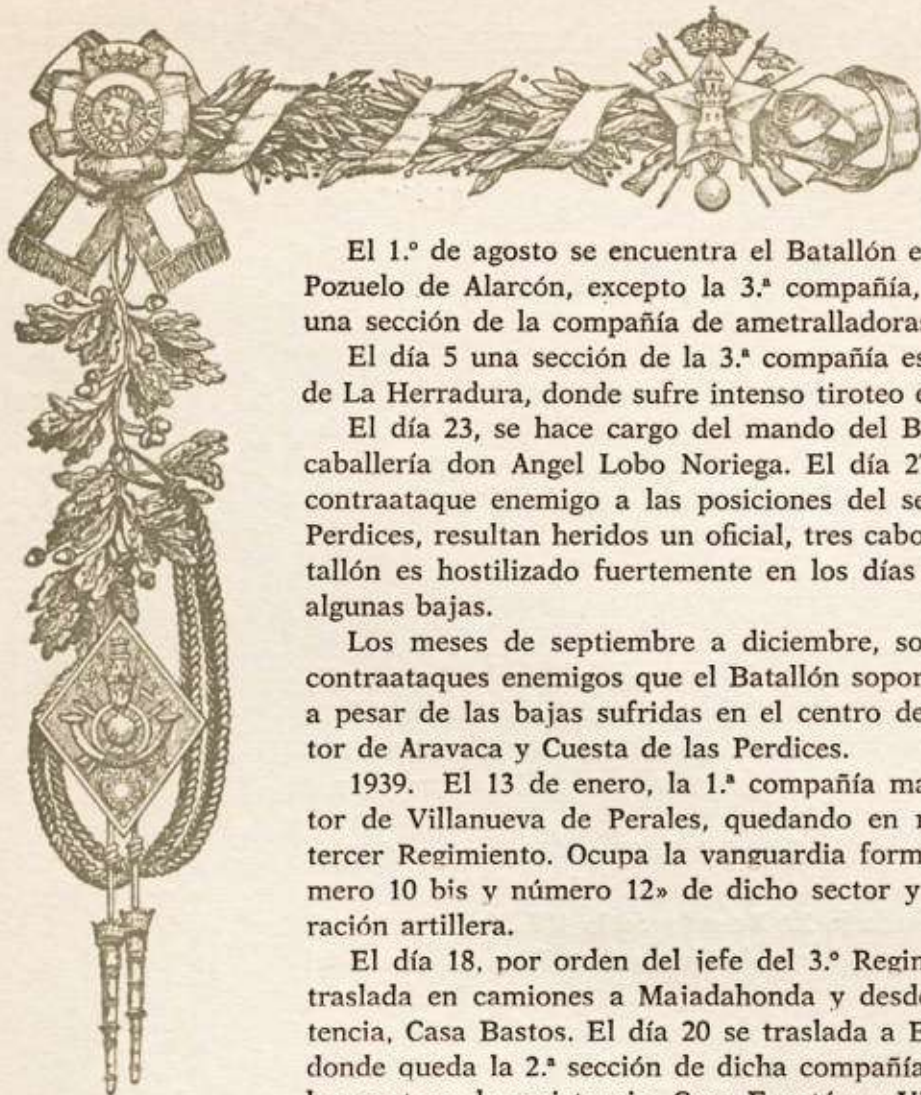 El 1.º de agosto se encuentra el Batallón e
Pozuelo de Alarcón, excepto la 3.ª compañía,
una sección de la compañía de ametralladoras
El día 5 una sección de la 3.ª compañía es
de La Herradura, donde sufre intenso tiroteo
El día 23, se hace cargo del mando del B
caballería don Angel Lobo Noriega. El día 2
contraataque enemigo a las posiciones del se
Perdices, resultan heridos un oficial, tres cabo
tallón es hostilizado fuertemente en los días
algunas bajas.
Los meses de septiembre a diciembre, so
contraataques enemigos que el Batallón sopor
a pesar de las bajas sufridas en el centro de
tor de Aravaca y Cuesta de las Perdices.
1939. El 13 de enero, la 1.ª compañía ma
tor de Villanueva de Perales, quedando en
tercer Regimiento. Ocupa la vanguardia form
mero 10 bis y número 12» de dicho sector y
ración artillera.
El día 18, por orden del jefe del 3.º Regi
traslada en camiones a Majadahonda y desd
tencia, Casa Bastos. El día 20 se traslada a E
donde queda la 2.ª sección de dicha compañía